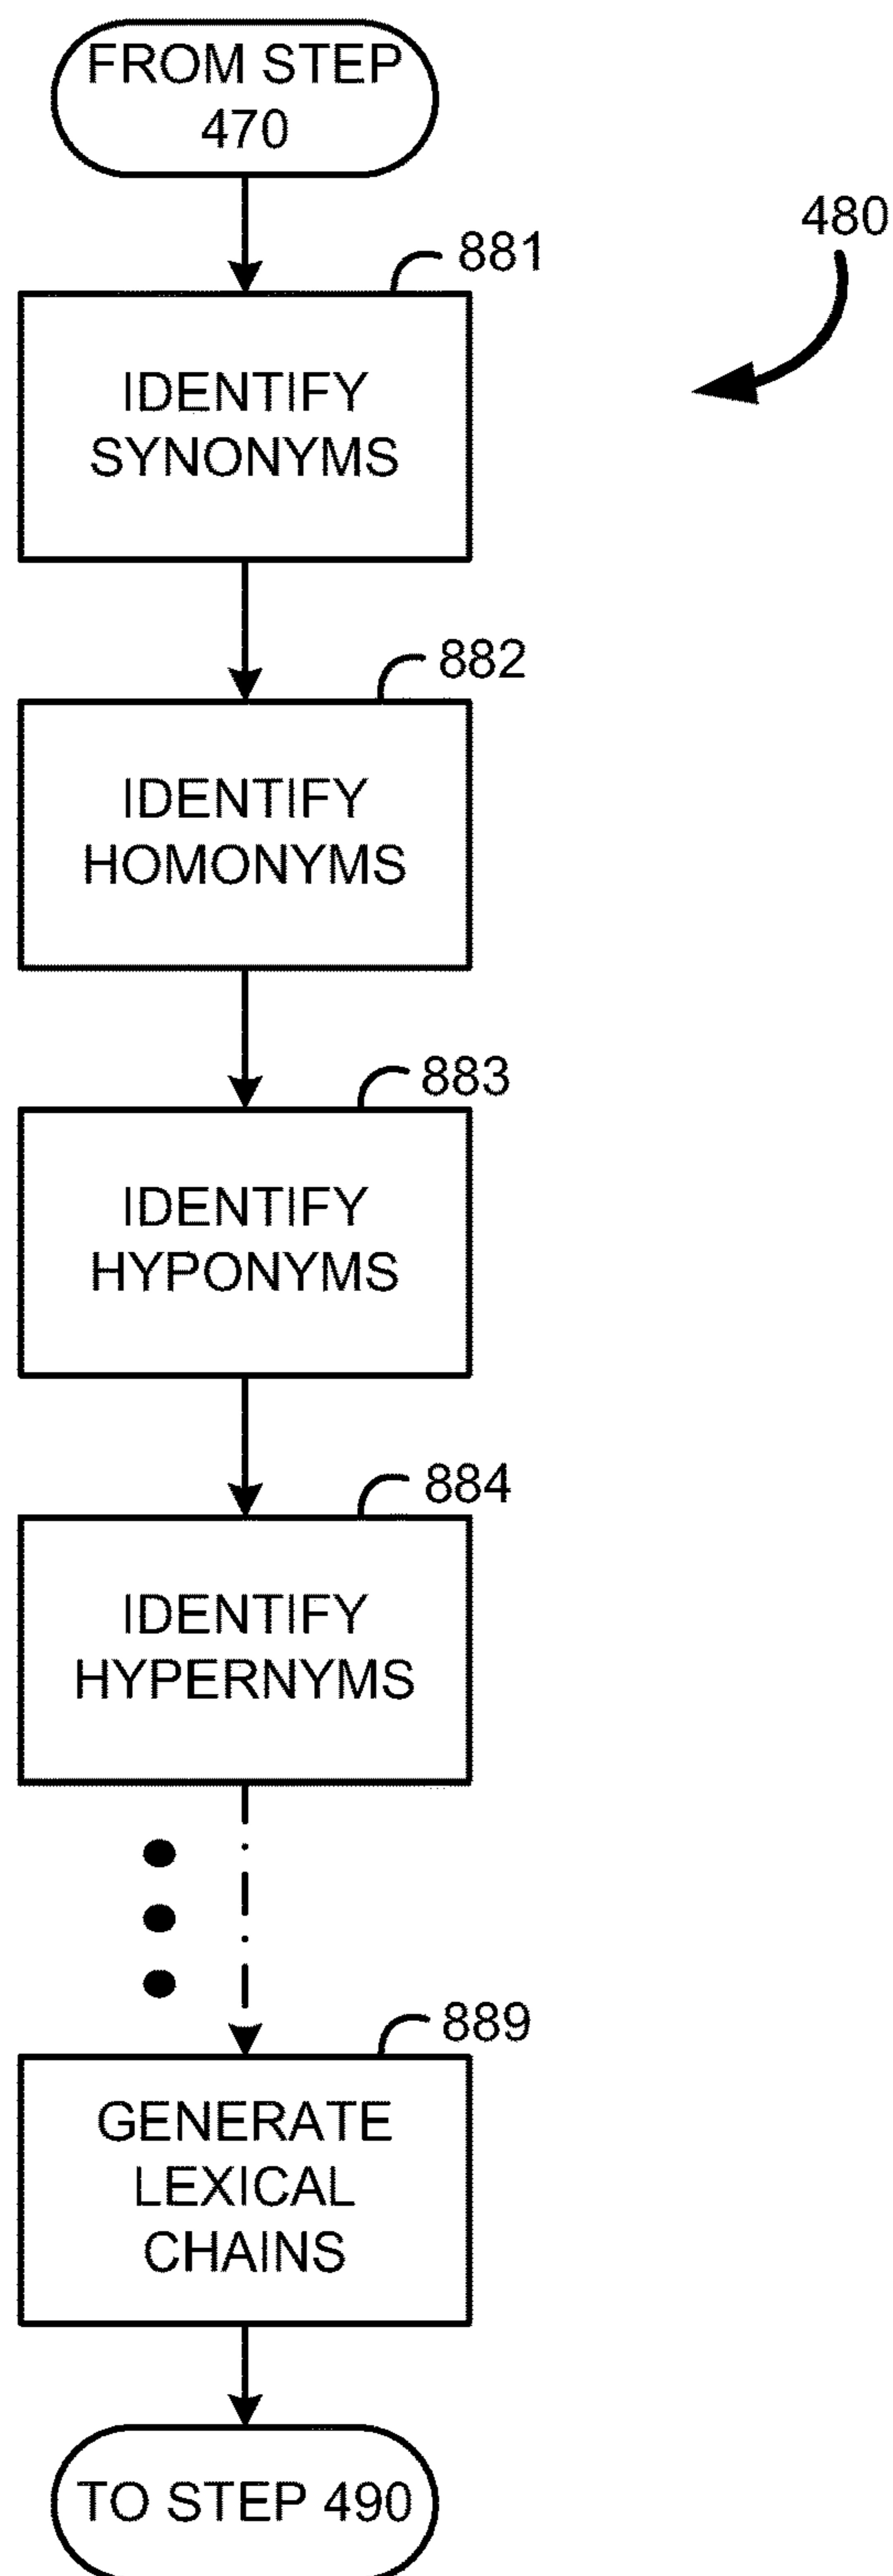 FROM STEP
470
480
881
IDENTIFY
SYNONYMS
882
IDENTIFY
HOMONYMS
883
IDENTIFY
HYPONYMS
884
IDENTIFY
HYPERNYMS
889
GENERATE
LEXICAL
CHAINS
TO STEP 490